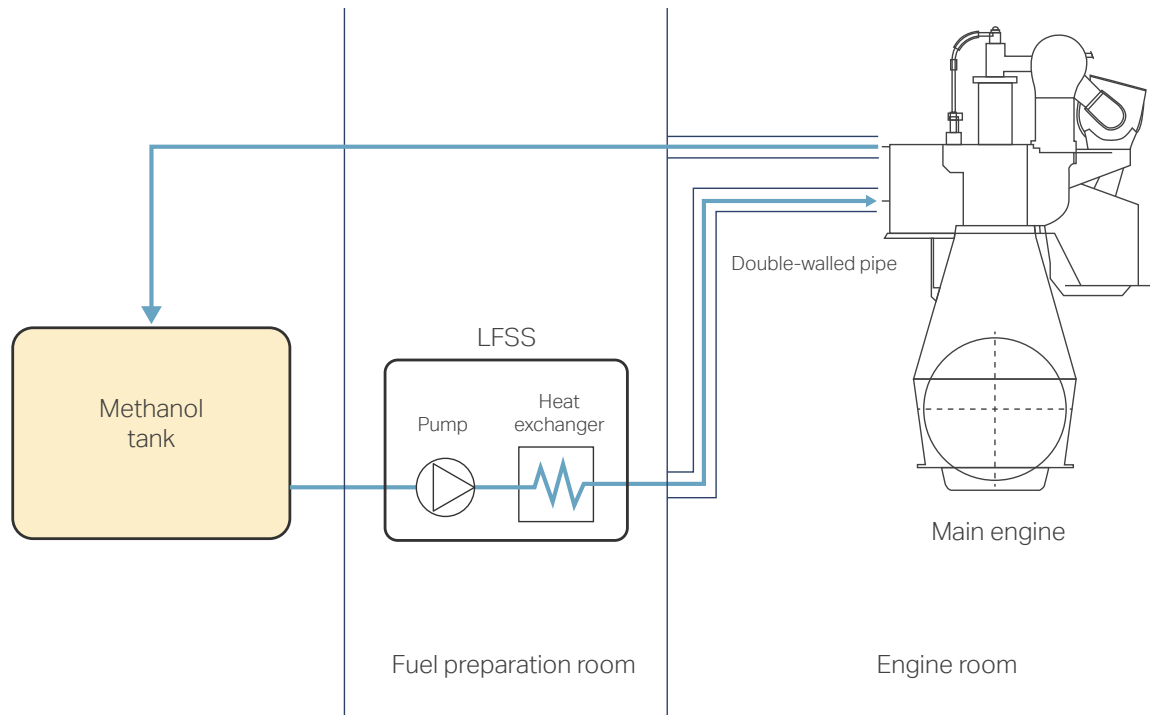 Double-walled pipe
LFSS
Methanol
tank
Pump
Heat
exchanger
Main engine
Fuel preparation room
Engine room